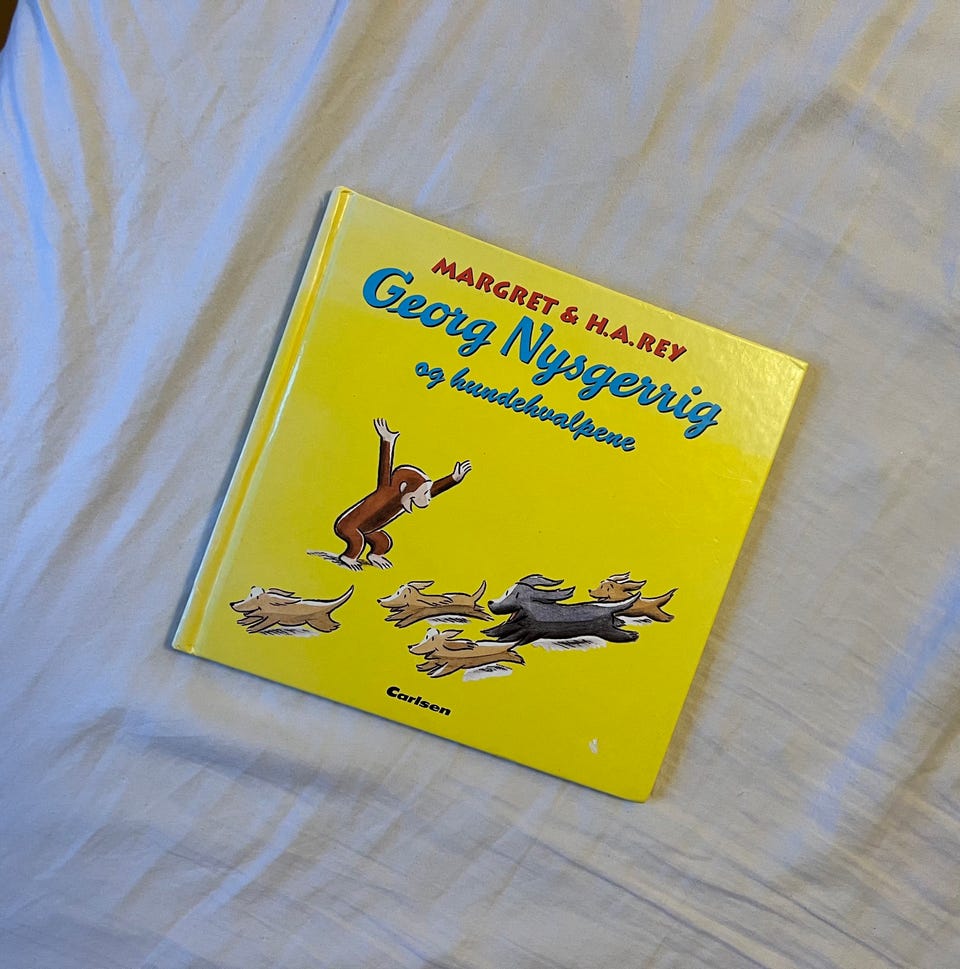 MARGRET & H.A.REY
Georg Nysgerrig
og hundehvalpene
Carlsen